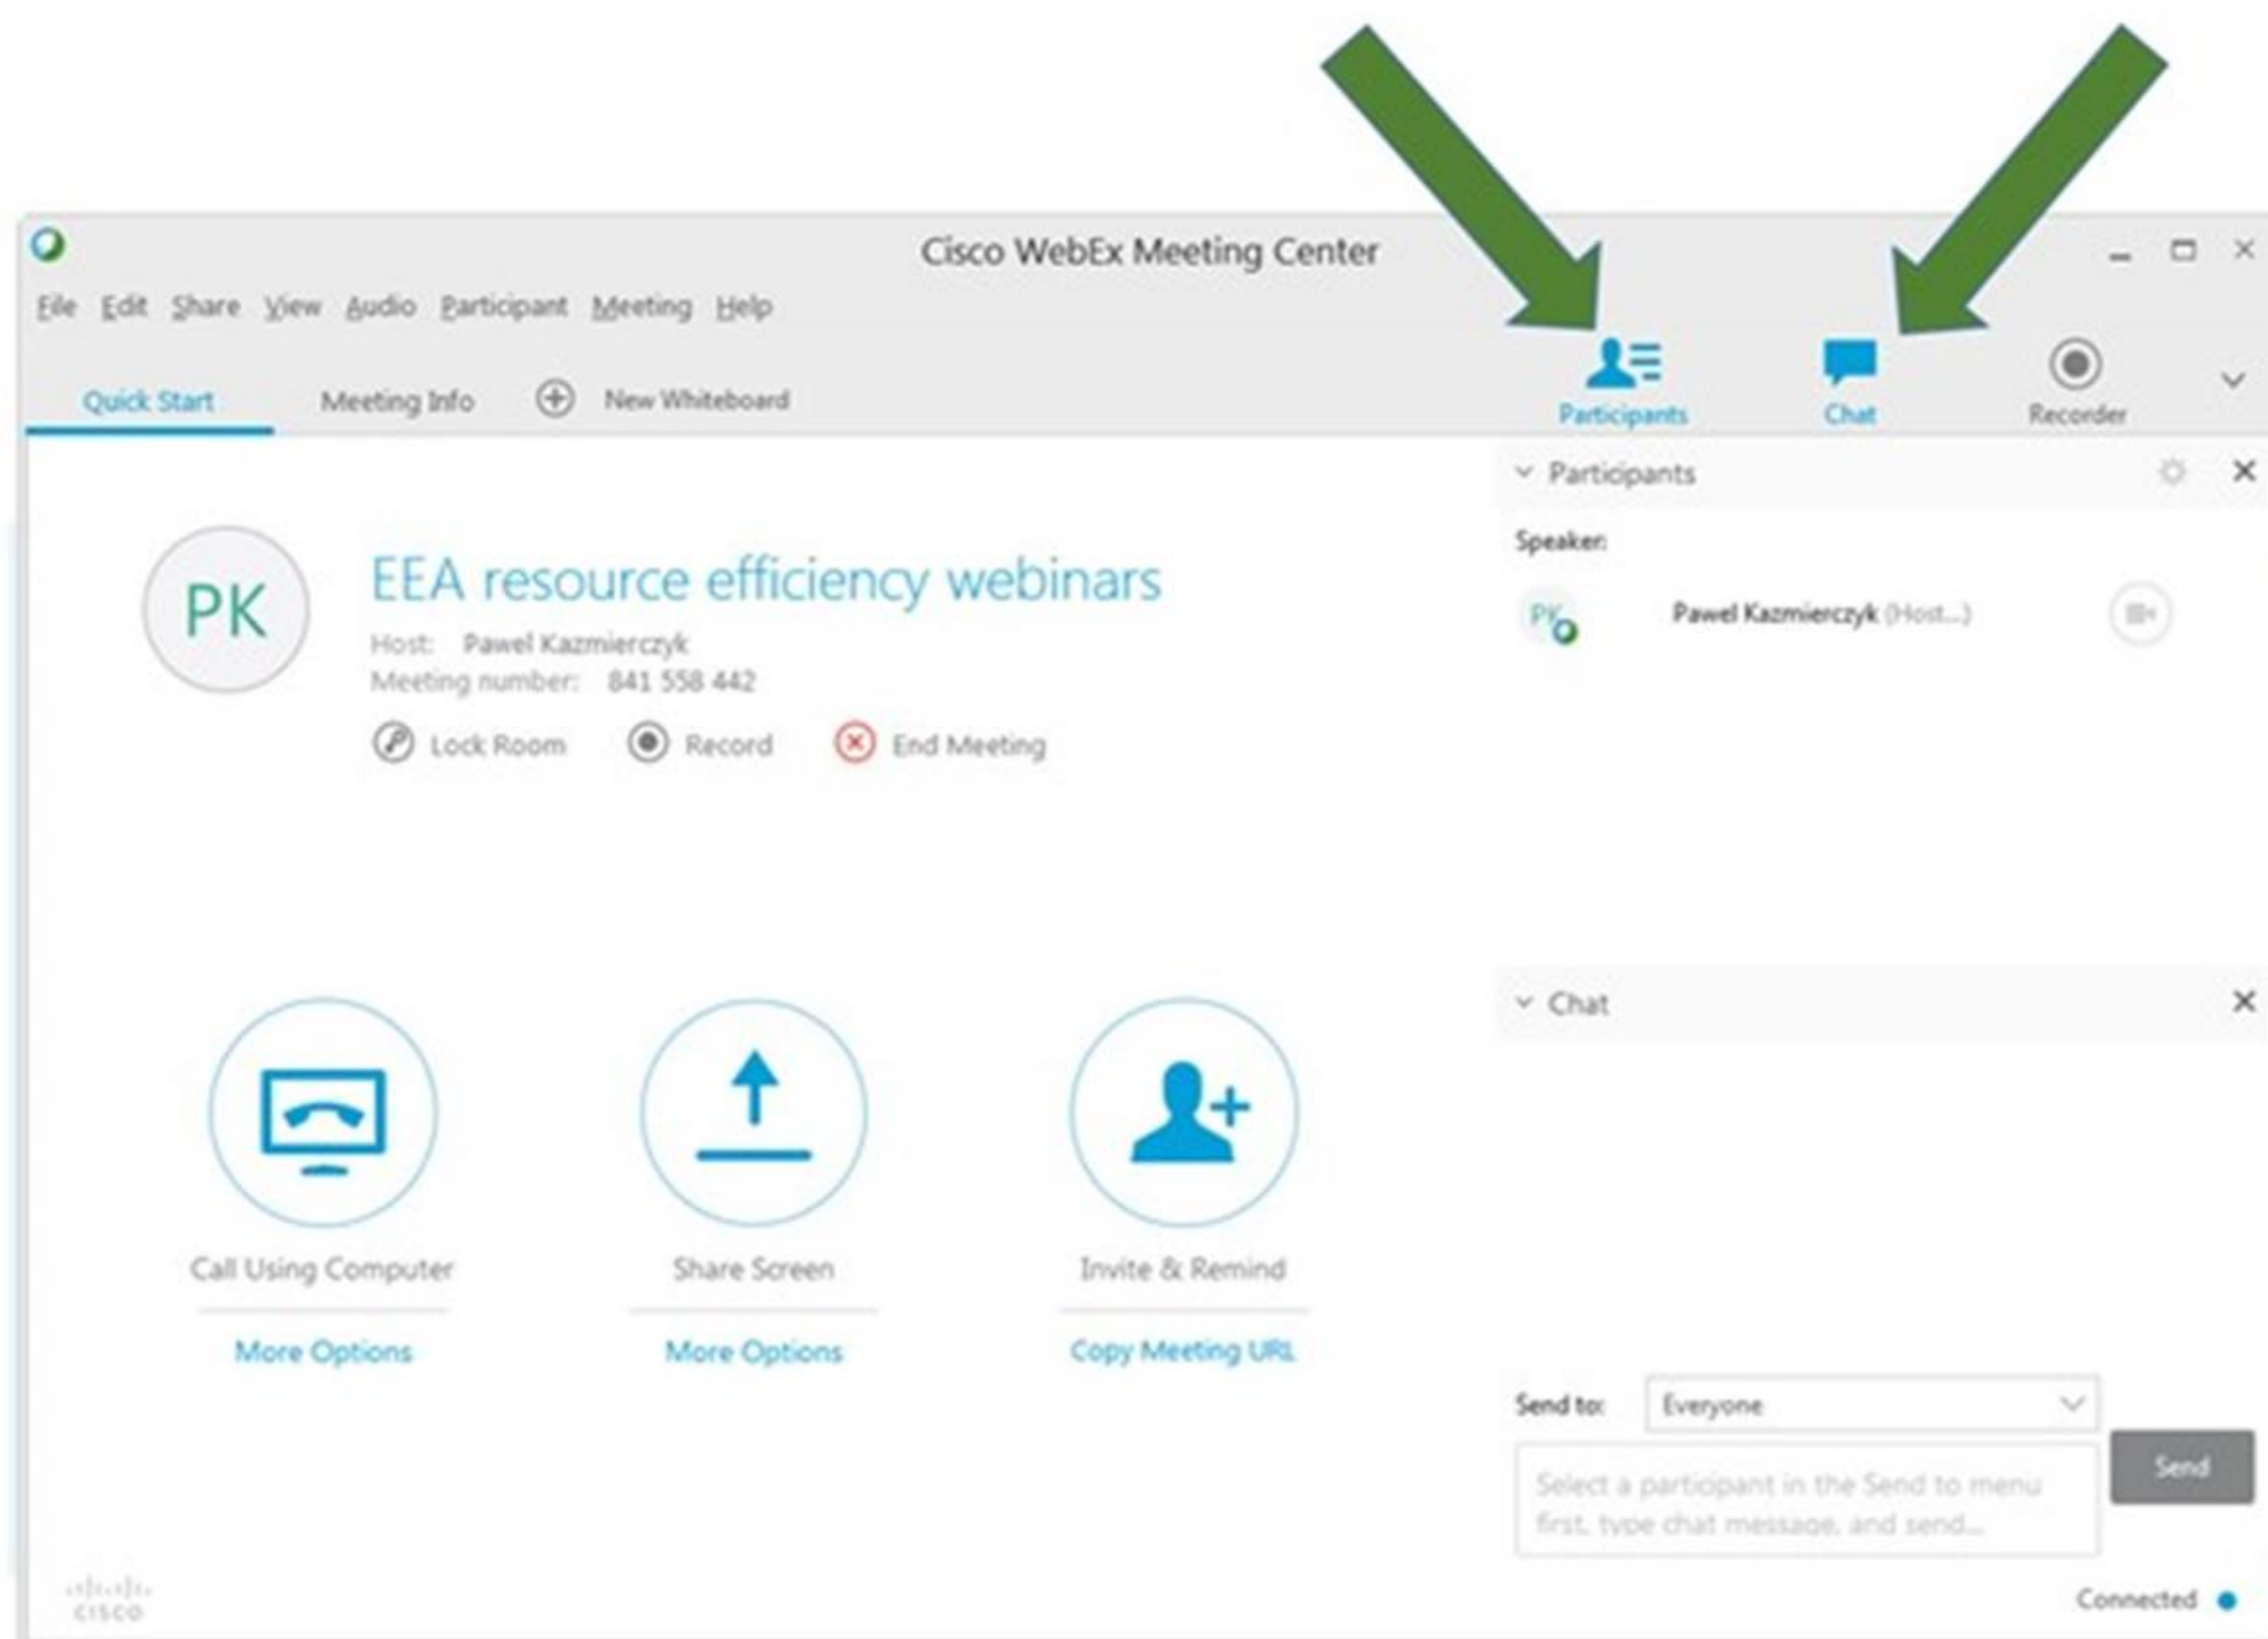 Cisco WebEx Meeting Center
File Edit Share View Audio Participant Meeting Help
Quick Start Meeting Info New Whiteboard
Participants Chat Recorder
PK
EEA resource efficiency webinars
Host: Pawel Kazmierczyk
Meeting number: 841 558 442
Lock Room Record End Meeting
Call Using Computer Share Screen Invite & Remind
More Options More Options Copy Meeting URL
CISCO
Participants
Speaker:
PK Pawel Kazmierczyk (Host...)
Chat
Send to: Everyone
Select a participant in the Send to menu
first, type chat message, and send...
Send
Connected